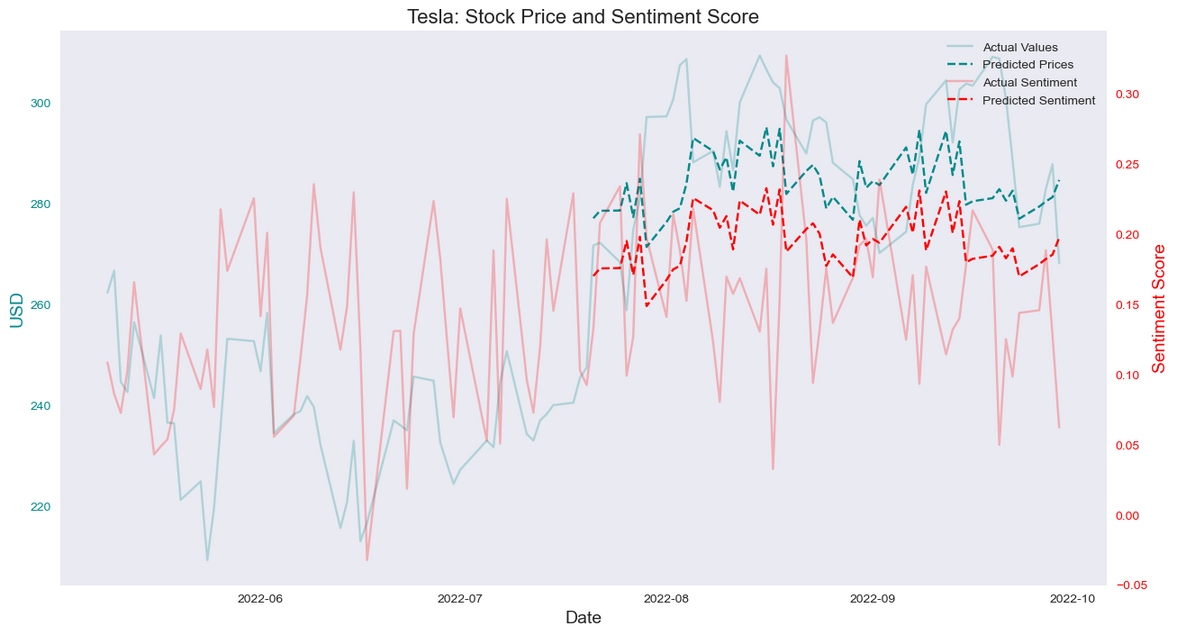 Tesla: Stock Price and Sentiment Score
Actual Values
Predicted Prices
Actual Sentiment
Predicted Sentiment
300
280
260
240
220
USD
0.30
0.25
0.20
0.15
0.10
0.05
0.00
−0.05
Sentiment Score
2022-06
2022-07
2022-08
2022-09
2022-10
Date